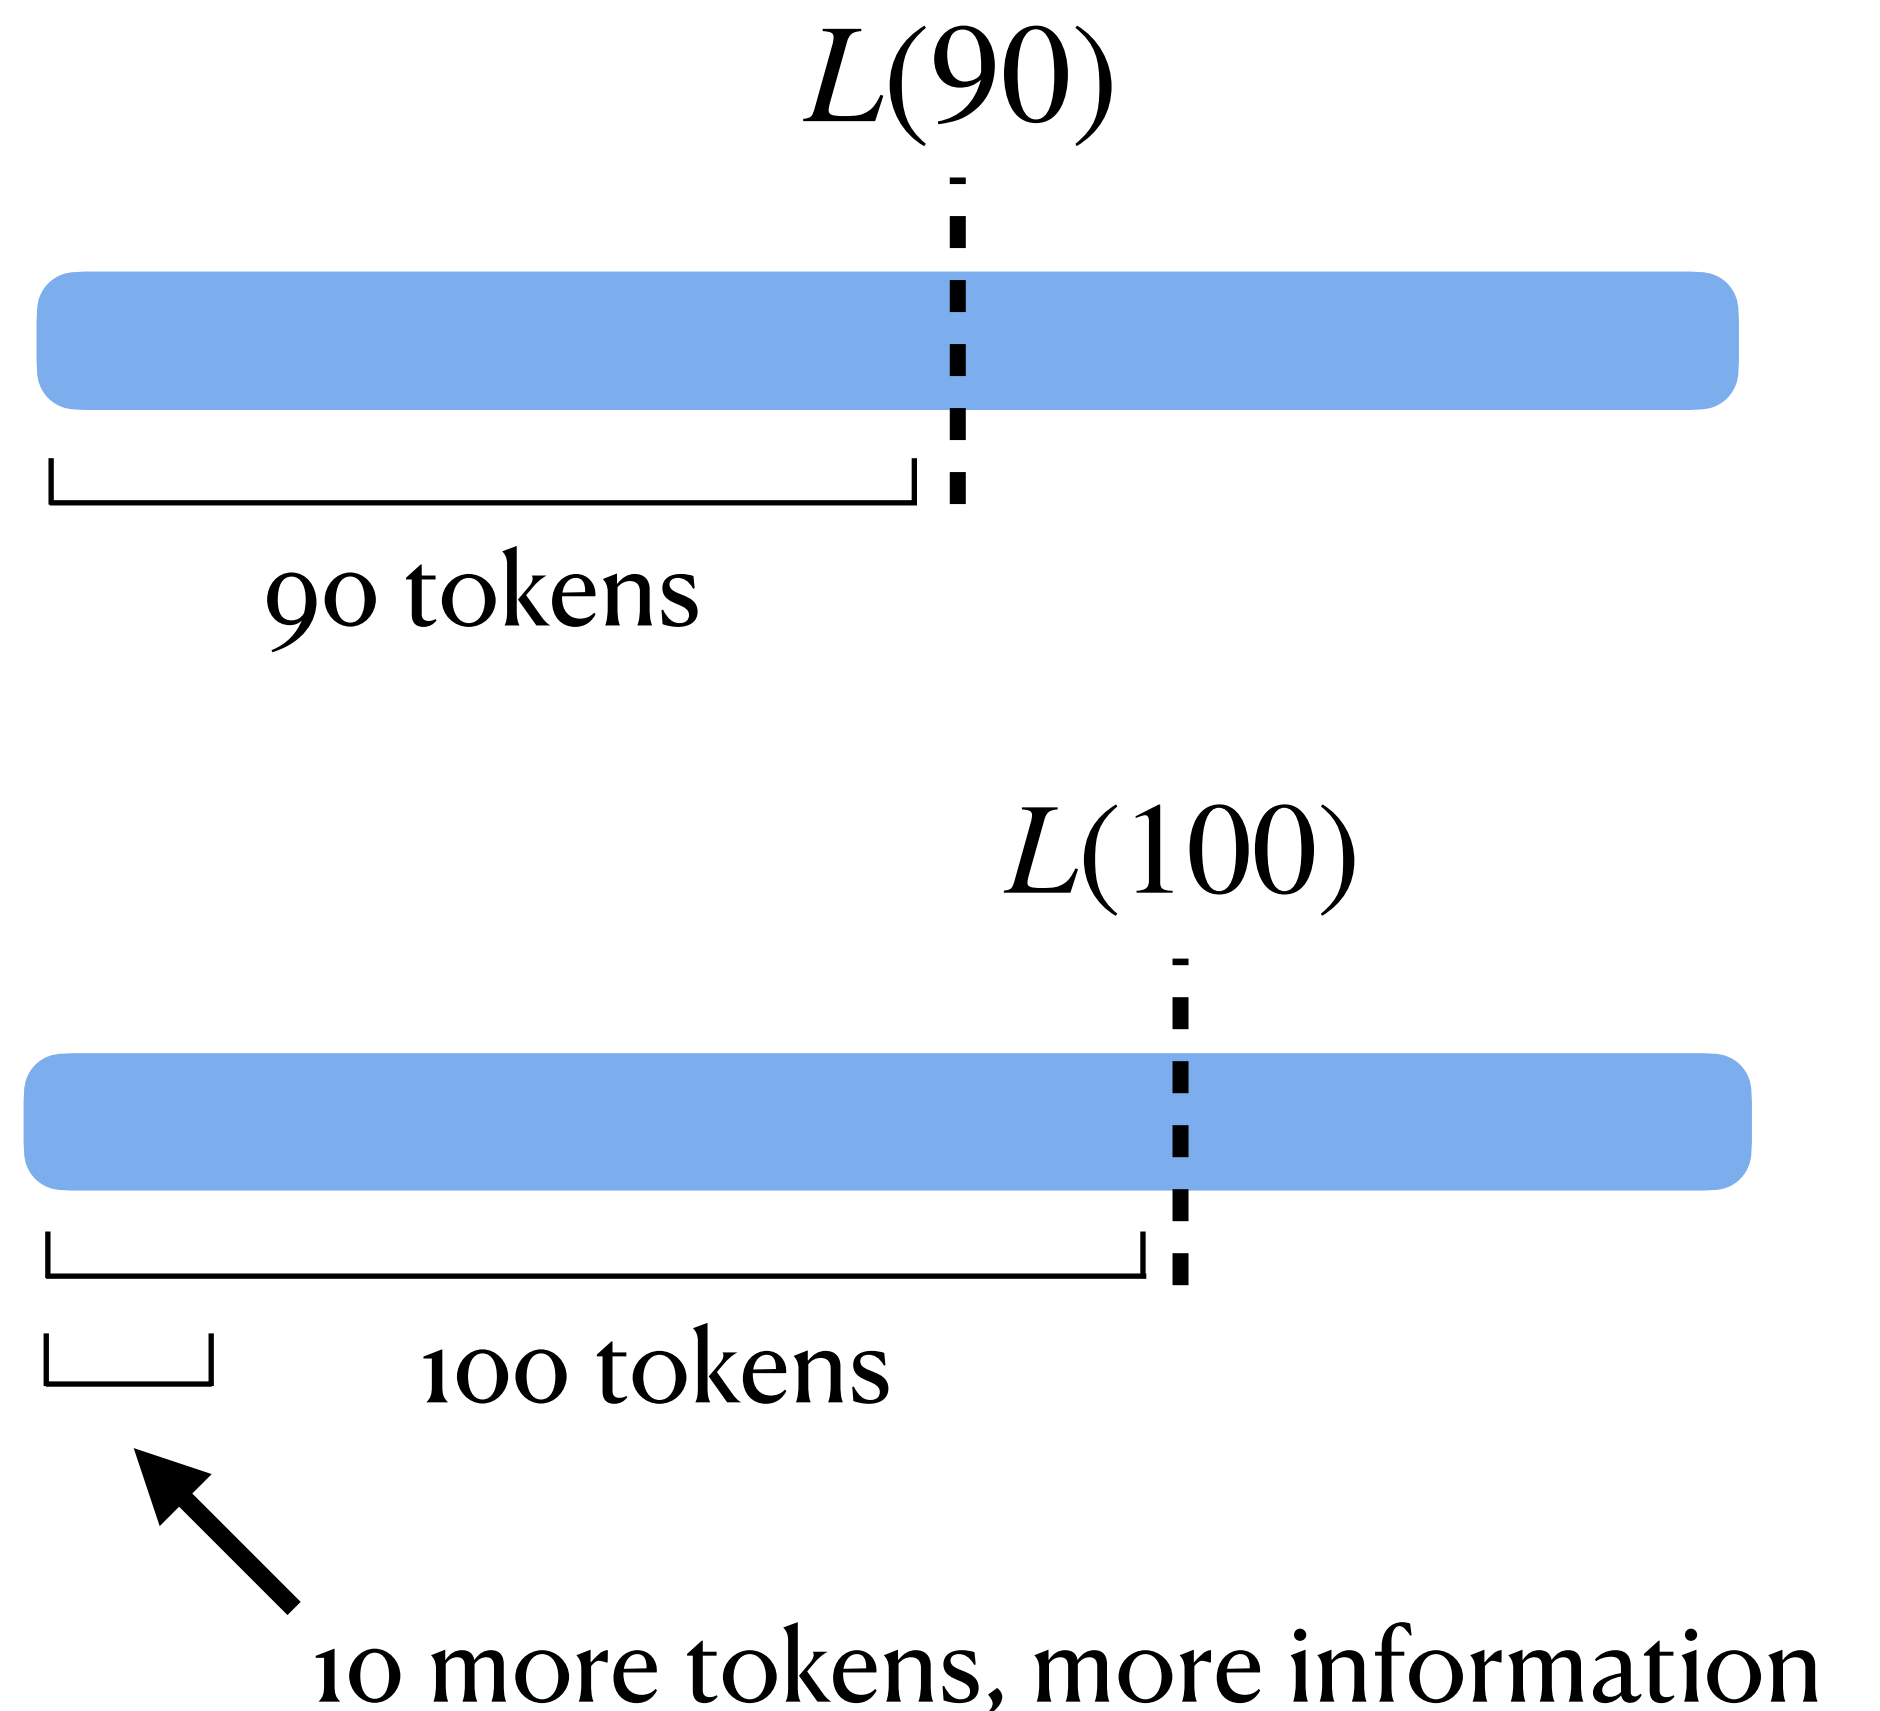 L(90)
90 tokens
L(100)
100 tokens
10 more tokens, more information